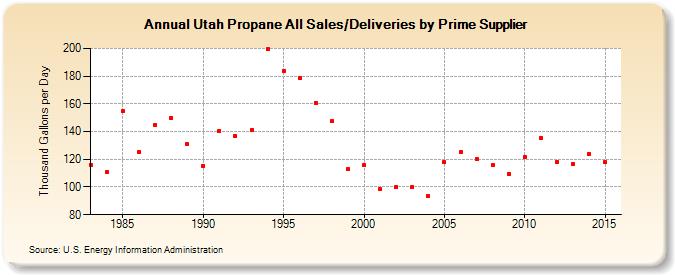 Annual Utah Propane All Sales/Deliveries by Prime Supplier
Thousand Gallons per Day
200
180
160
140
120
100
80
1985 1990 1995 2000 2005 2010 2015
Source: U.S. Energy Information Administration